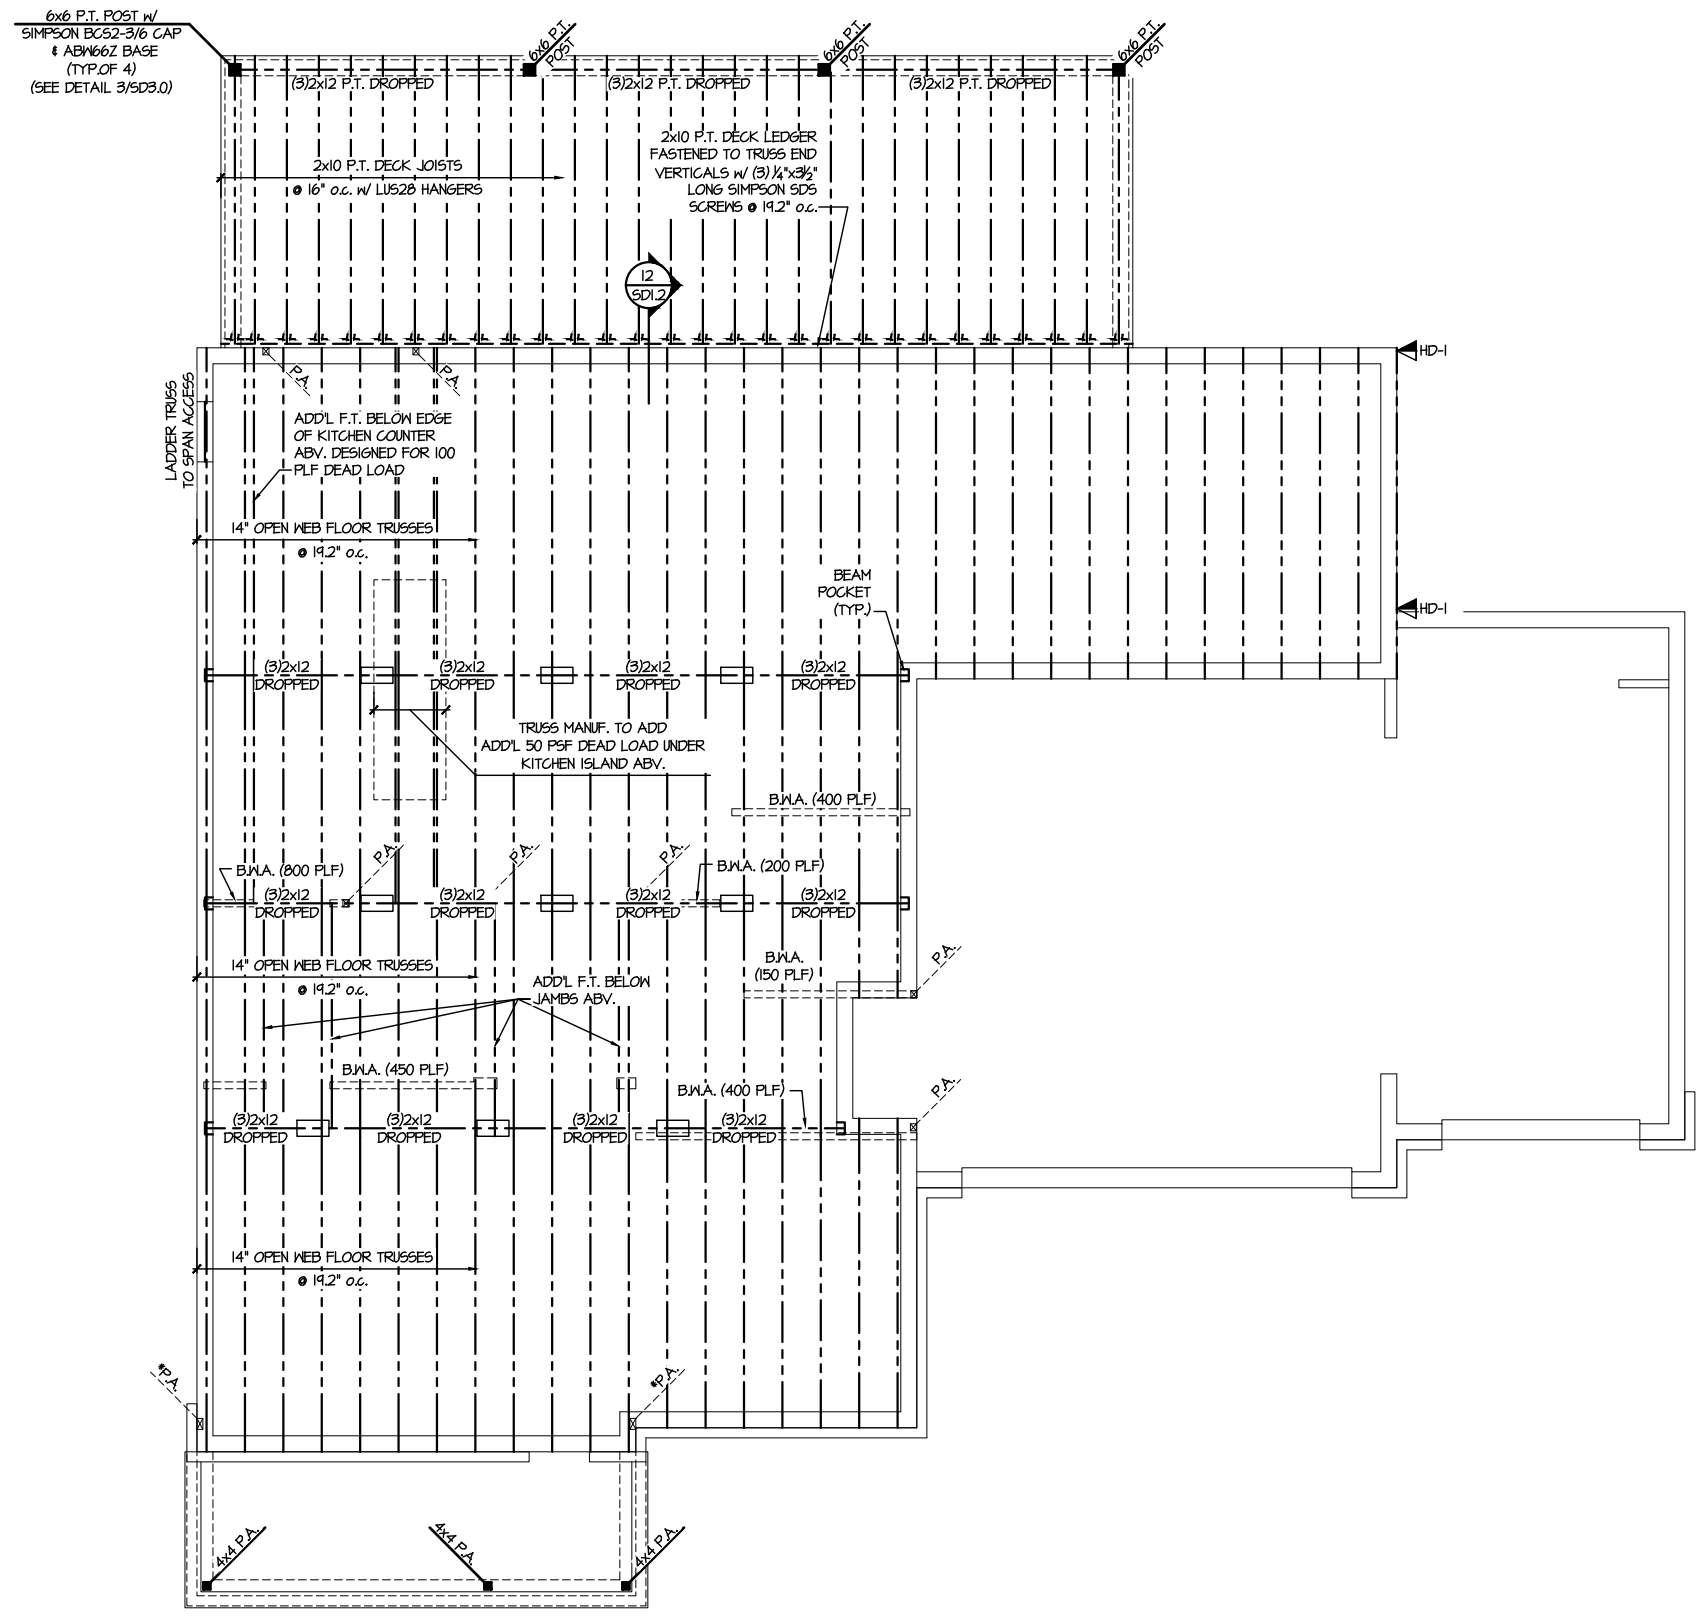 6x6 P.T. POST W/
SIMPSON BCS2-3/6 CAP
& ABW66Z BASE
(TYP.OF 4)
(SEE DETAIL 3/SD3.0)
6x6 P.T.
POST
6x6 P.T.
POST
6x6 P.T.
POST
(3)2x12 P.T. DROPPED
(3)2x12 P.T. DROPPED
(3)2x12 P.T. DROPPED
2x10 P.T. DECK JOISTS
@ 16" o.c. W/ LUS28 HANGERS
2x10 P.T. DECK LEDGER
FASTENED TO TRUSS END
VERTICALS W/ (3) 1/4"x3 1/2"
LONG SIMPSON SDS
SCREWS @ 19.2" o.c.
12
SD1.2
HD-1
P.A.
P.A.
LADDER TRUSS
TO SPAN ACCESS
ADD'L F.T. BELOW EDGE
OF KITCHEN COUNTER
ABV. DESIGNED FOR 100
PLF DEAD LOAD
14" OPEN WEB FLOOR TRUSSES
@ 19.2" o.c.
BEAM
POCKET
(TYP.)
HD-1
(3)2x12
DROPPED
(3)2x12
DROPPED
(3)2x12
DROPPED
(3)2x12
DROPPED
TRUSS MANUF. TO ADD
ADD'L 50 PSF DEAD LOAD UNDER
KITCHEN ISLAND ABV.
B.W.A. (400 PLF)
B.W.A. (800 PLF)
P.A.
P.A.
P.A.
B.W.A. (200 PLF)
(3)2x12
DROPPED
(3)2x12
DROPPED
(3)2x12
DROPPED
(3)2x12
DROPPED
14" OPEN WEB FLOOR TRUSSES
@ 19.2" o.c.
B.W.A.
(150 PLF)
P.A.
ADD'L F.T. BELOW
JAMBS ABV.
B.W.A. (450 PLF)
B.W.A. (400 PLF)
P.A.
(3)2x12
DROPPED
(3)2x12
DROPPED
(3)2x12
DROPPED
(3)2x12
DROPPED
14" OPEN WEB FLOOR TRUSSES
@ 19.2" o.c.
*P.A.
*P.A.
4x4 P.A.
4x4 P.A.
4x4 P.A.